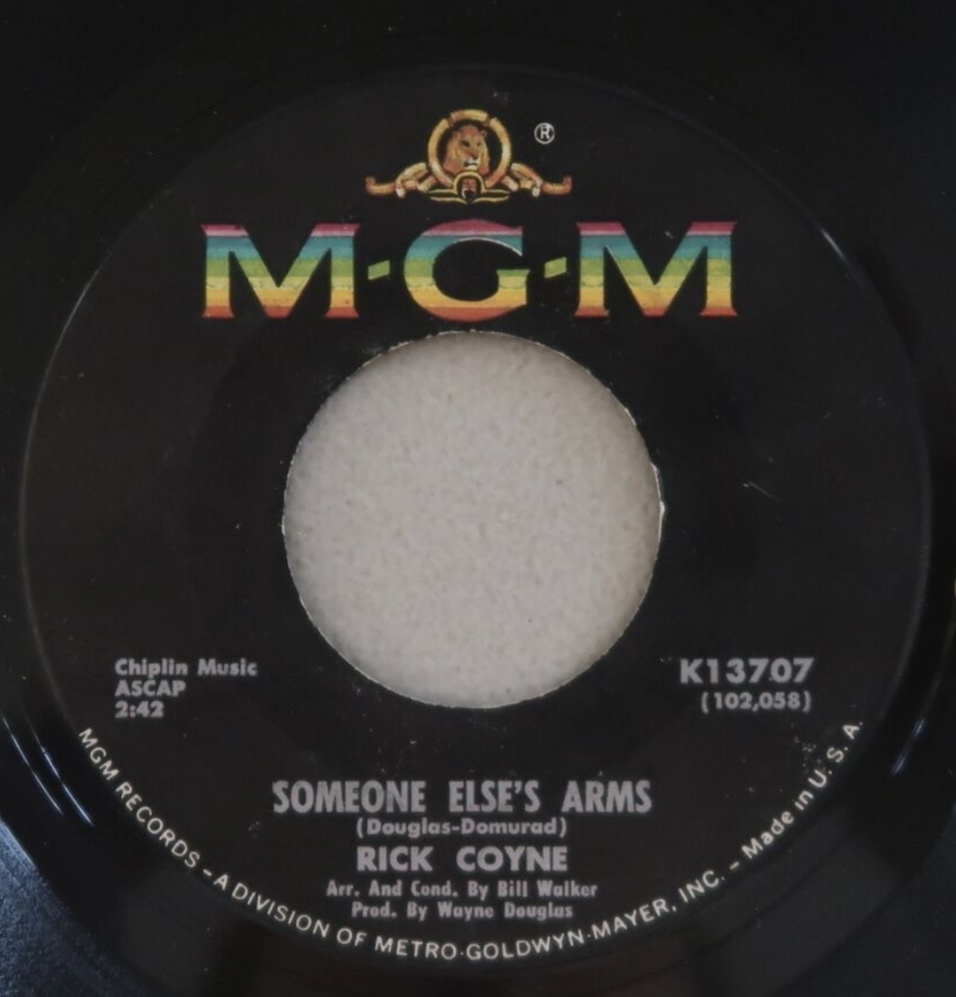 ®
M·G·M
Chiplin Music
ASCAP
2:42
K13707
(102,058)
SOMEONE ELSE'S ARMS
(Douglas-Domurad)
RICK COYNE
Arr. And Cond. By Bill Walker
Prod. By Wayne Douglas
MGM RECORDS – A DIVISION OF METRO-GOLDWYN-MAYER, INC. – Made in U. S. A.